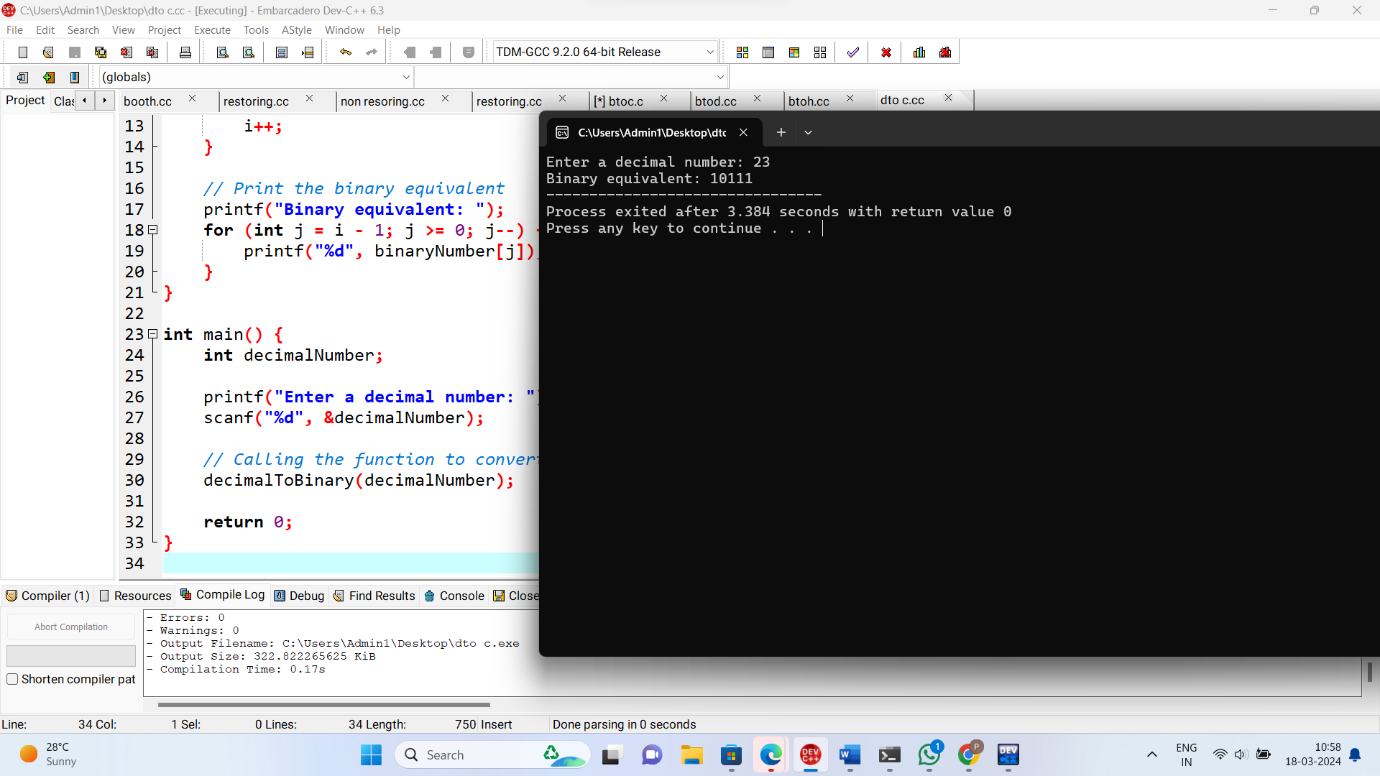 C:\Users\Admin1\Desktop\dto c.cc - [Executing] - Embarcadero Dev-C++ 6.3
File Edit Search View Project Execute Tools AStyle Window Help
TDM-GCC 9.2.0 64-bit Release
(globals)
Project Clas booth.cc restoring.cc non resoring.cc restoring.cc [*] btoc.c btod.cc btoh.cc dto c.cc
13 i++;
14 }
15
16 // Print the binary equivalent
17 printf("Binary equivalent: ");
18 for (int j = i - 1; j >= 0; j--)
19 printf("%d", binaryNumber[j])
20 }
21 }
22
23 int main() {
24 int decimalNumber;
25
26 printf("Enter a decimal number: "
27 scanf("%d", &decimalNumber);
28
29 // Calling the function to conver
30 decimalToBinary(decimalNumber);
31
32 return 0;
33 }
34
C:\Users\Admin1\Desktop\dtc
Enter a decimal number: 23
Binary equivalent: 10111
--------------------------------
Process exited after 3.384 seconds with return value 0
Press any key to continue . . .
Compiler (1) Resources Compile Log Debug Find Results Console Close
Abort Compilation
Shorten compiler pat
- Errors: 0
- Warnings: 0
- Output Filename: C:\Users\Admin1\Desktop\dto c.exe
- Output Size: 322.822265625 KiB
- Compilation Time: 0.17s
Line: 34 Col: 1 Sel: 0 Lines: 34 Length: 750 Insert Done parsing in 0 seconds
28°C
Sunny
Search
DEV C++
1
P
DEV C++
ENG
IN
10:58
18-03-2024